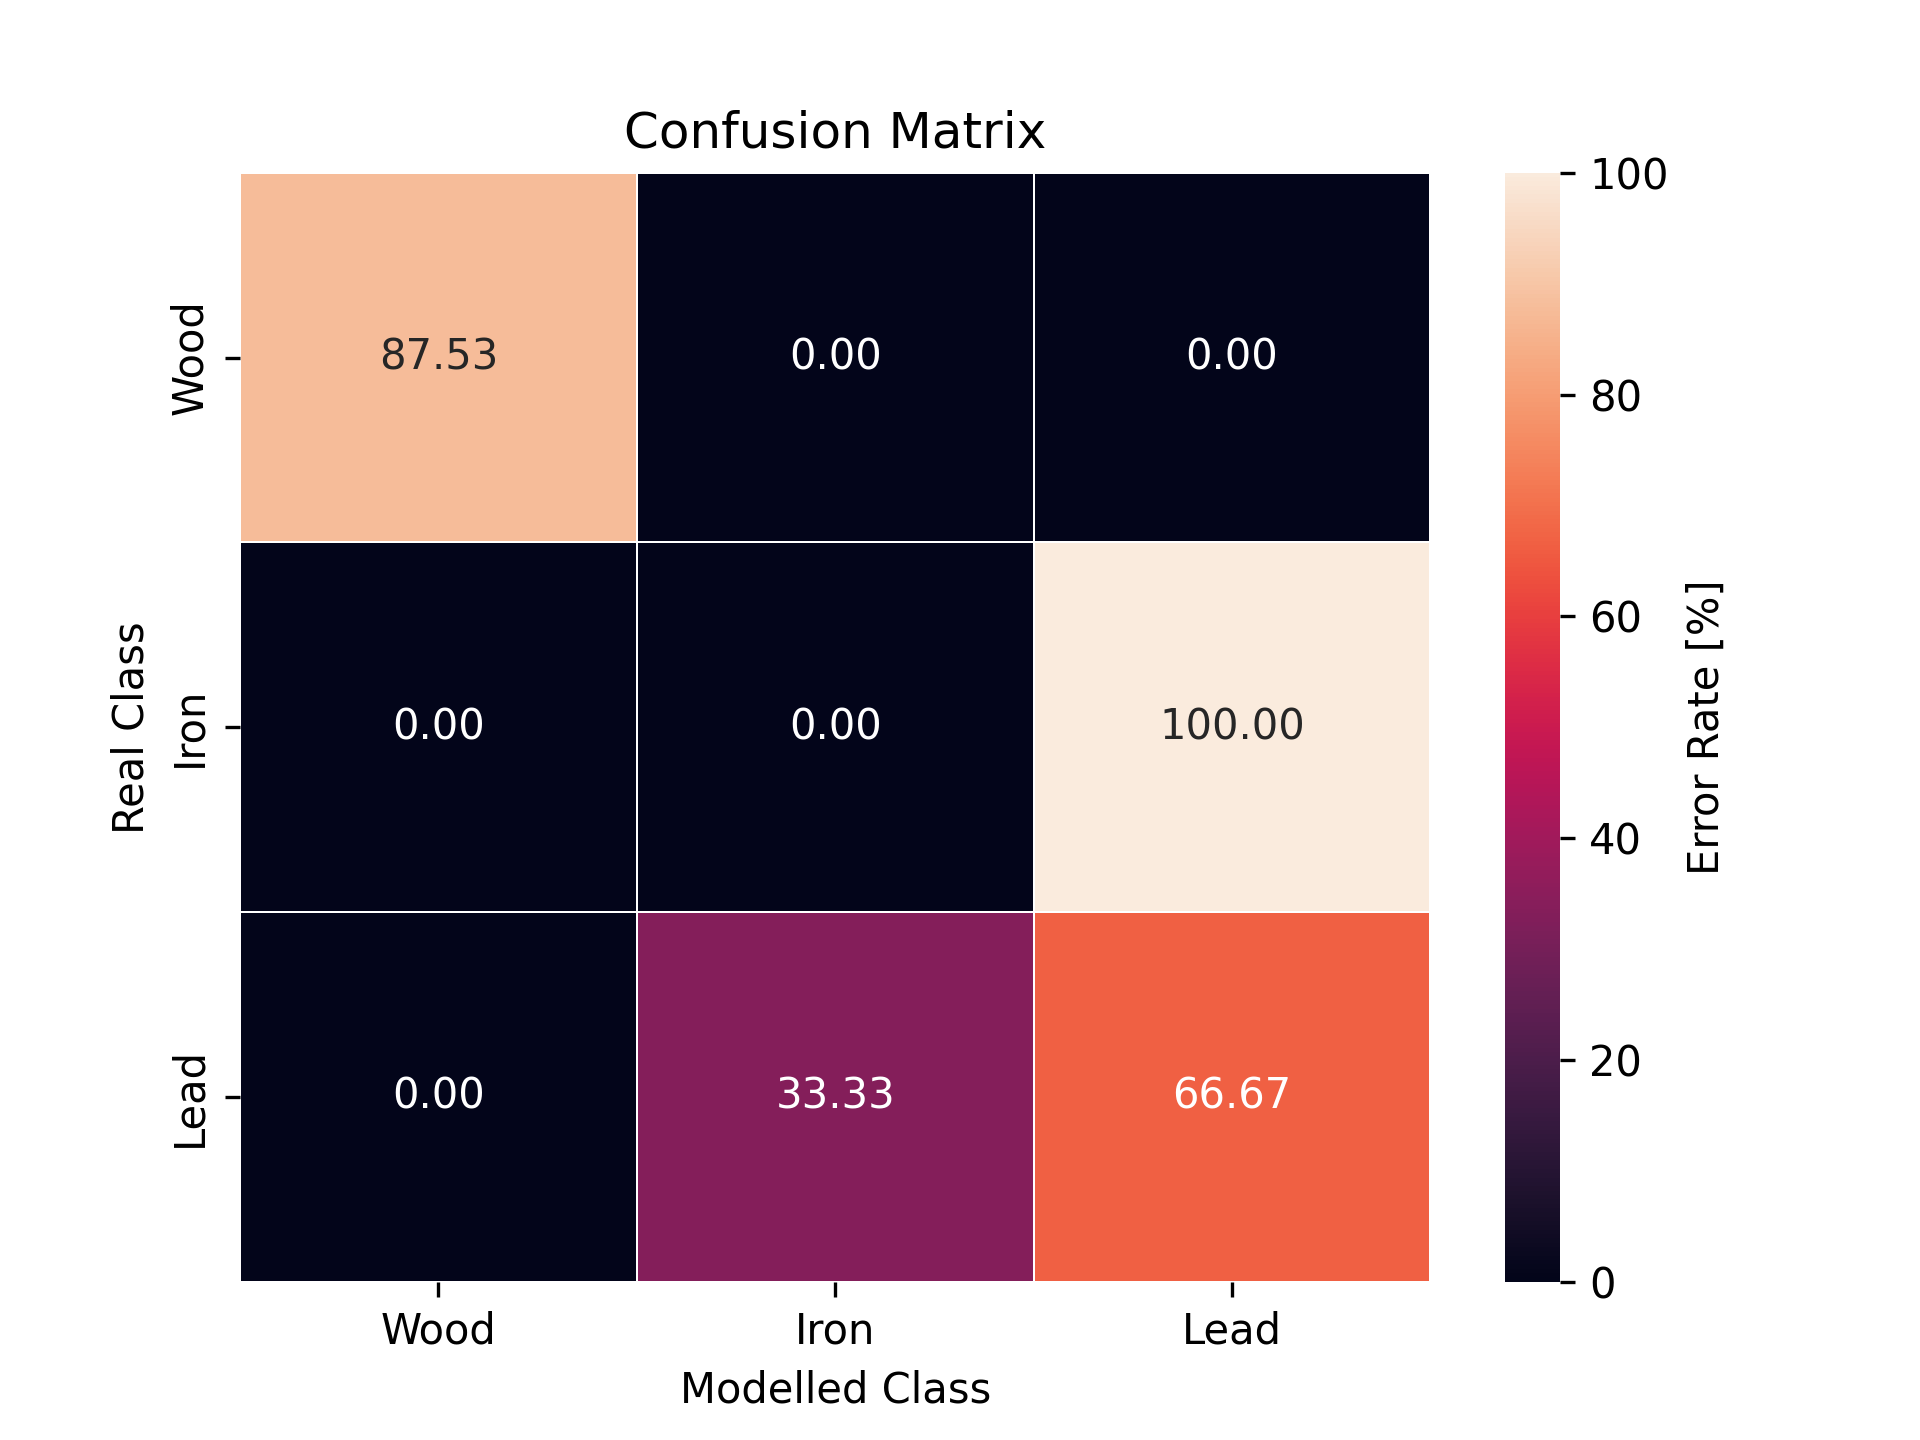 Confusion Matrix
Real Class
Wood
87.53 0.00 0.00
Iron
0.00 0.00 100.00
Lead
0.00 33.33 66.67
Wood Iron Lead
Modelled Class
100
80
60
40
20
0
Error Rate [%]